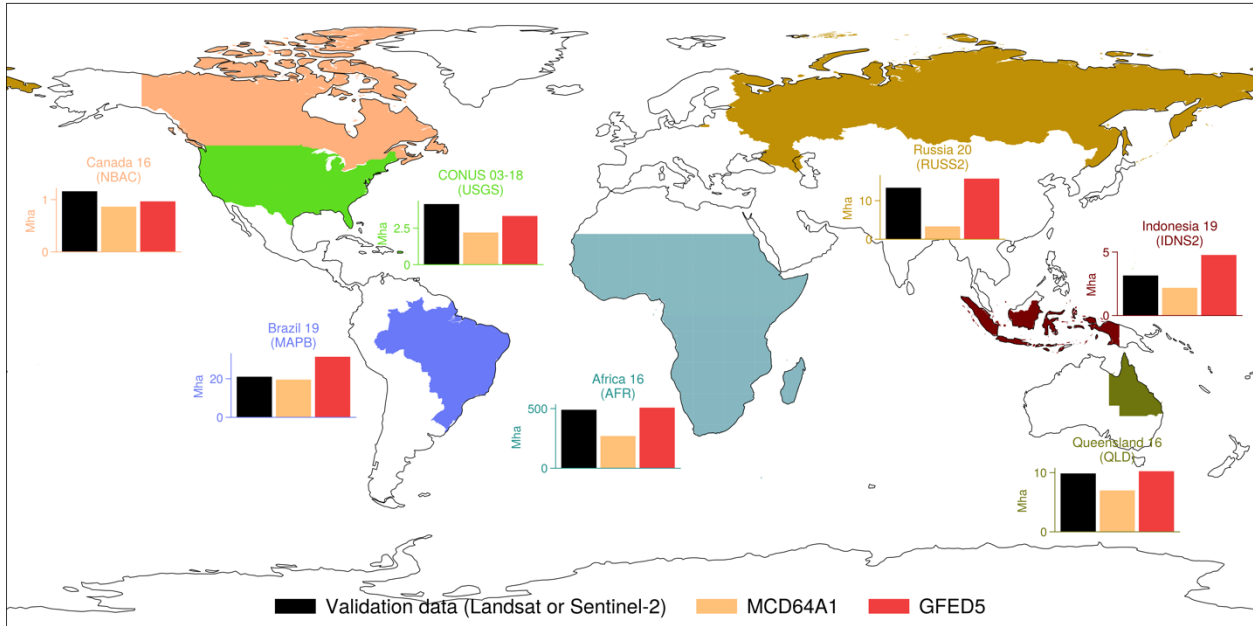 Canada 16
(NBAC)
Mha
1
0
CONUS 03-18
(USGS)
Mha
2.5
0
Russia 20
(RUSS2)
Mha
10
0
Indonesia 19
(IDNS2)
Mha
5
0
Brazil 19
(MAPB)
Mha
20
0
Africa 16
(AFR)
Mha
500
0
Queensland 16
(QLD)
Mha
10
0
Validation data (Landsat or Sentinel-2) MCD64A1 GFED5